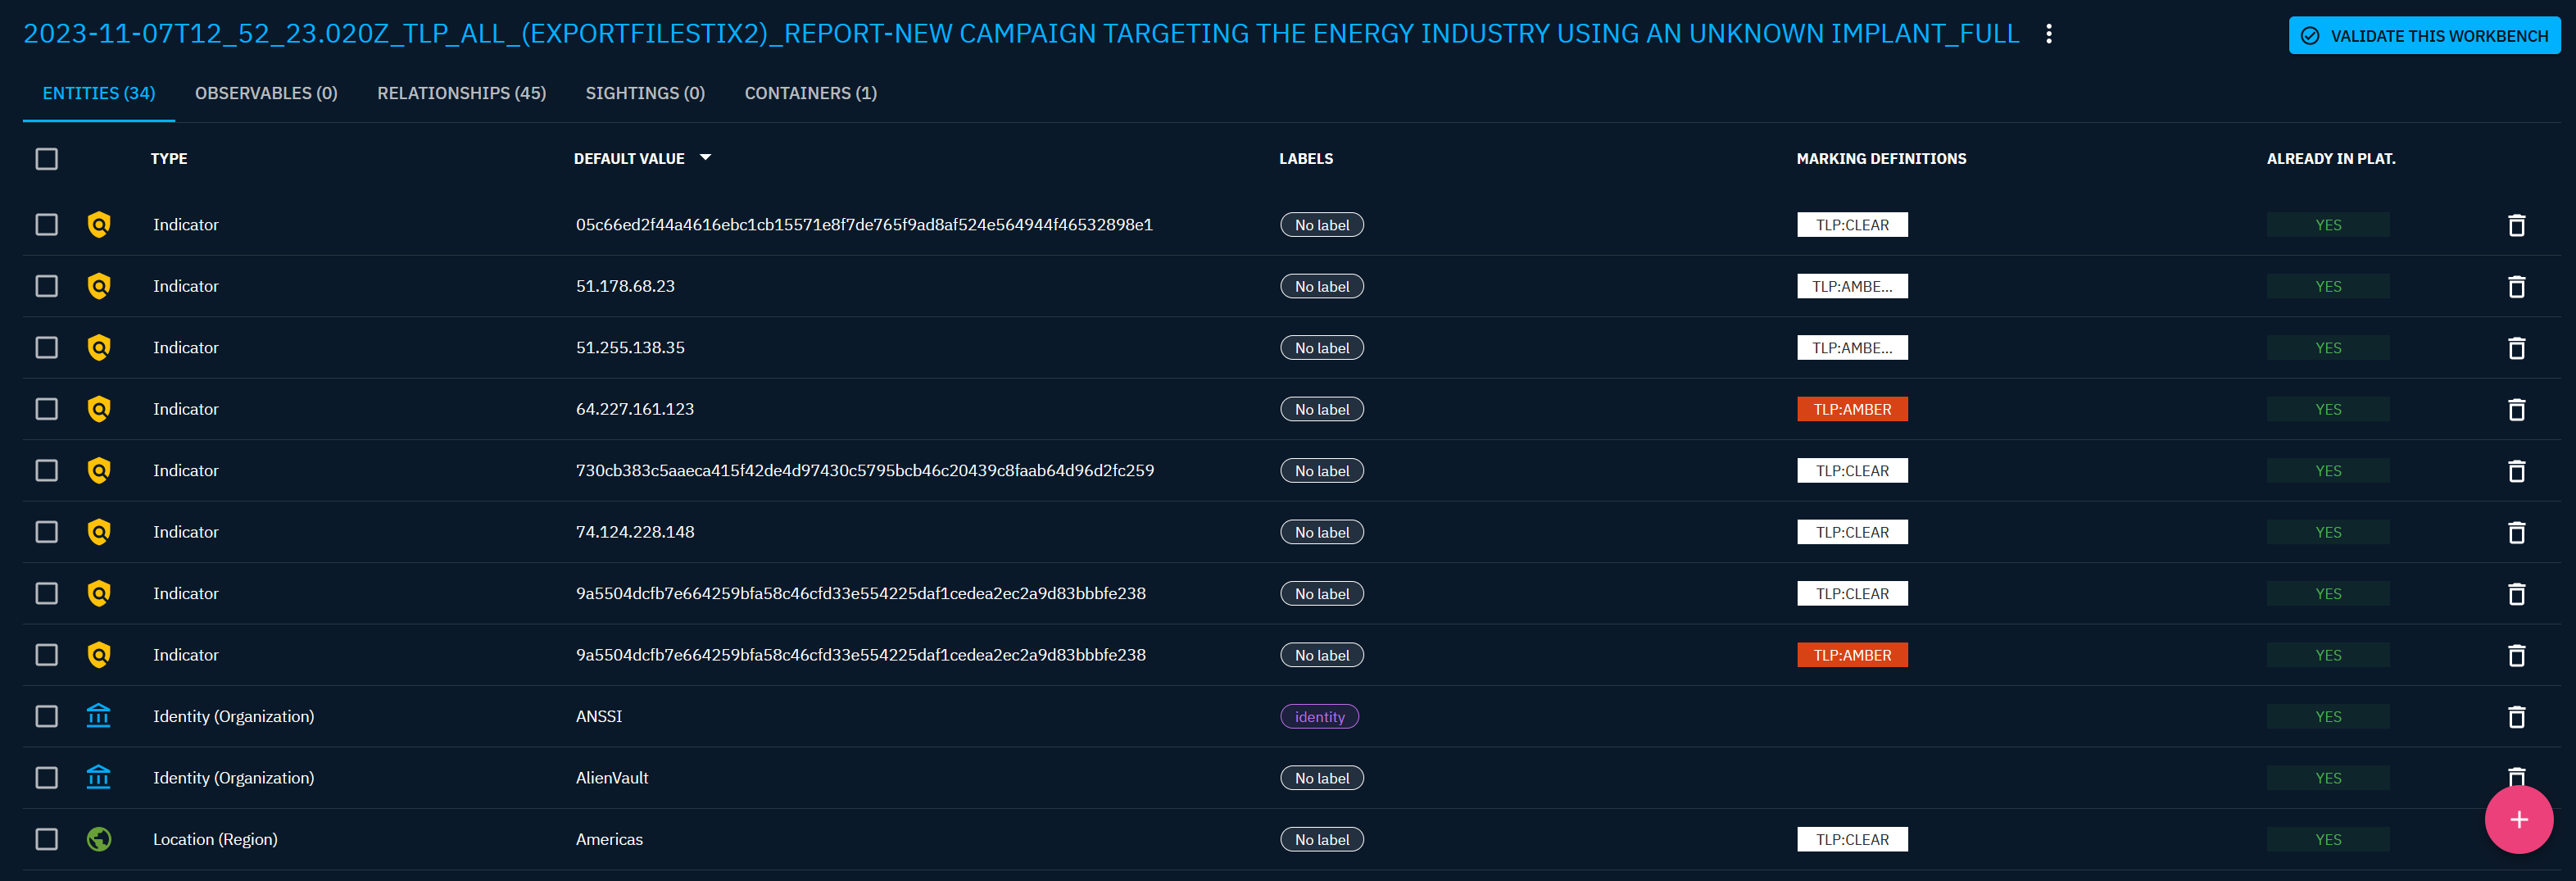 2023-11-07T12_52_23.020Z_TLP_ALL_(EXPORTFILESTIX2)_REPORT-NEW CAMPAIGN TARGETING THE ENERGY INDUSTRY USING AN UNKNOWN IMPLANT_FULL
VALIDATE THIS WORKBENCH
ENTITIES (34) OBSERVABLES (0) RELATIONSHIPS (45) SIGHTINGS (0) CONTAINERS (1)
TYPE DEFAULT VALUE LABELS MARKING DEFINITIONS ALREADY IN PLAT.
Indicator 05c66ed2f44a4616ebc1cb15571e8f7de765f9ad8af524e564944f46532898e1 No label TLP:CLEAR YES
Indicator 51.178.68.23 No label TLP:AMBE... YES
Indicator 51.255.138.35 No label TLP:AMBE... YES
Indicator 64.227.161.123 No label TLP:AMBER YES
Indicator 730cb383c5aaeca415f42de4d97430c5795bcb46c20439c8faab64d96d2fc259 No label TLP:CLEAR YES
Indicator 74.124.228.148 No label TLP:CLEAR YES
Indicator 9a5504dcfb7e664259bfa58c46cfd33e554225daf1cedea2ec2a9d83bbbfe238 No label TLP:CLEAR YES
Indicator 9a5504dcfb7e664259bfa58c46cfd33e554225daf1cedea2ec2a9d83bbbfe238 No label TLP:AMBER YES
Identity (Organization) ANSSI identity YES
Identity (Organization) AlienVault No label YES
Location (Region) Americas No label TLP:CLEAR YES